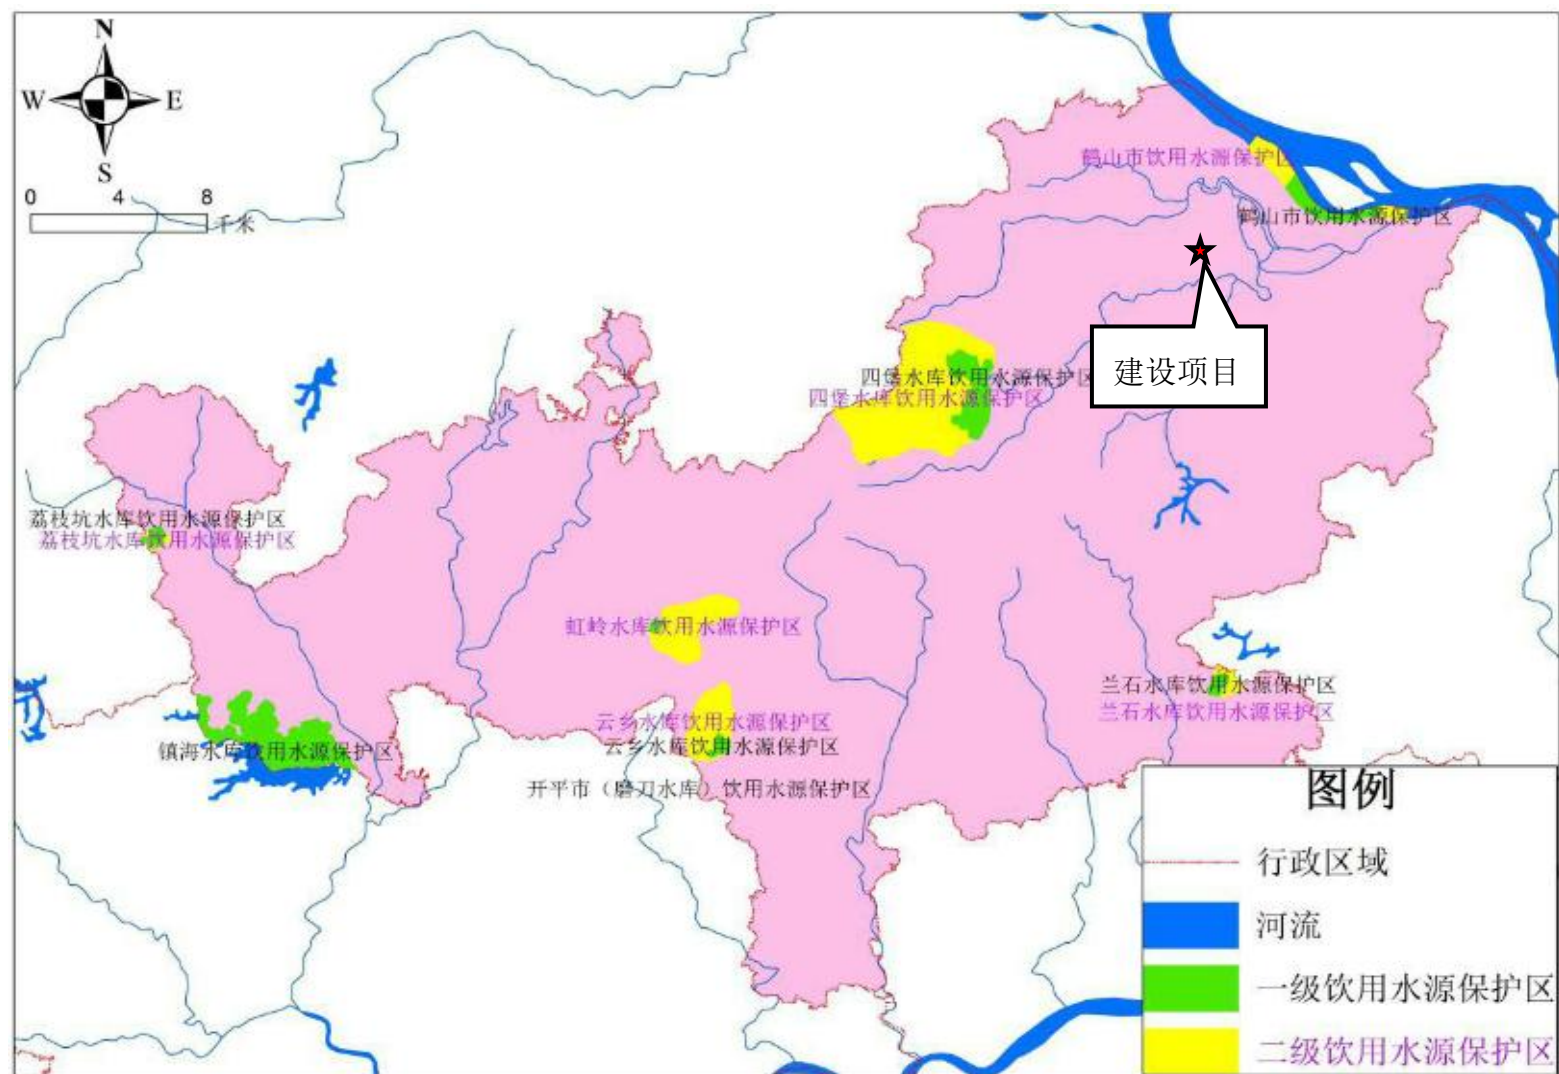 N
W
E
S
0 4 8
千米
鹤山市饮用水源保护区
鹤山市饮用水源保护区
建设项目
四堡水库饮用水源保护区
四堡水库饮用水源保护区
荔枝坑水库饮用水源保护区
荔枝坑水库饮用水源保护区
虹岭水库饮用水源保护区
兰石水库饮用水源保护区
兰石水库饮用水源保护区
云乡水库饮用水源保护区
云乡水库饮用水源保护区
镇海水库饮用水源保护区
开平市（磨刀水库）饮用水源保护区
图例
行政区域
河流
一级饮用水源保护区
二级饮用水源保护区